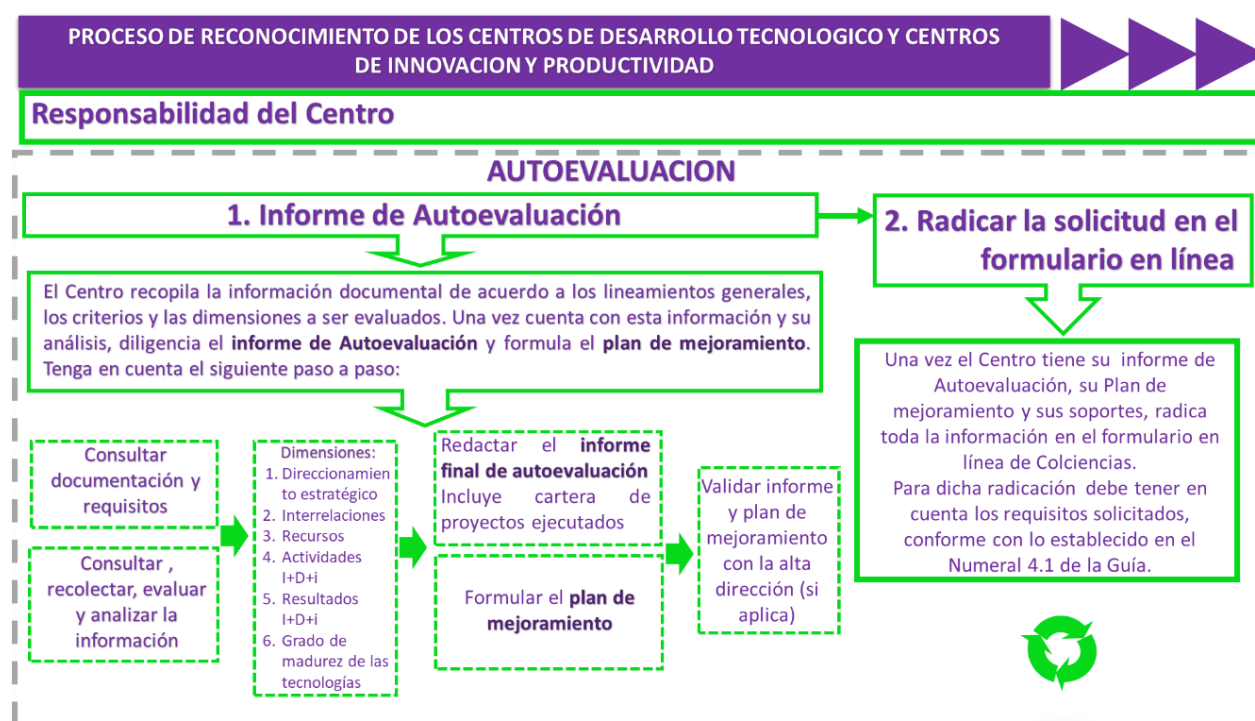 PROCESO DE RECONOCIMIENTO DE LOS CENTROS DE DESARROLLO TECNOLOGICO Y CENTROS
DE INNOVACION Y PRODUCTIVIDAD
Responsabilidad del Centro
AUTOEVALUACION
1. Informe de Autoevaluación
El Centro recopila la información documental de acuerdo a los lineamientos generales,
los criterios y las dimensiones a ser evaluados. Una vez cuenta con esta información y su
análisis, diligencia el informe de Autoevaluación y formula el plan de mejoramiento.
Tenga en cuenta el siguiente paso a paso:
Consultar
documentación y
requisitos
Consultar ,
recolectar, evaluar
y analizar la
información
Dimensiones:
1. Direccionamien
to estratégico
2. Interrelaciones
3. Recursos
4. Actividades
I+D+i
5. Resultados
I+D+i
6. Grado de
madurez de las
tecnologías
Redactar el informe
final de autoevaluación
Incluye cartera de
proyectos ejecutados
Formular el plan de
mejoramiento
Validar informe
y plan de
mejoramiento
con la alta
dirección (si
aplica)
2. Radicar la solicitud en el
formulario en línea
Una vez el Centro tiene su informe de
Autoevaluación, su Plan de
mejoramiento y sus soportes, radica
toda la información en el formulario en
línea de Colciencias.
Para dicha radicación debe tener en
cuenta los requisitos solicitados,
conforme con lo establecido en el
Numeral 4.1 de la Guía.